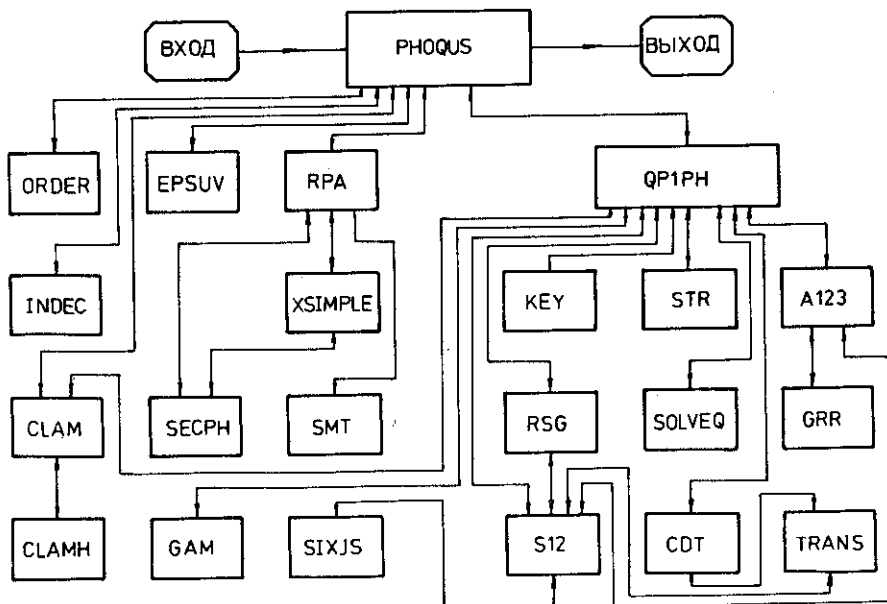 ВХОД
PHOQUS
ВЫХОД
ORDER
EPSUV
RPA
QP1PH
INDEC
XSIMPLE
KEY
STR
A123
CLAM
SECPH
SMT
RSG
SOLVEQ
GRR
CLAMH
GAM
SIXJS
S12
CDT
TRANS